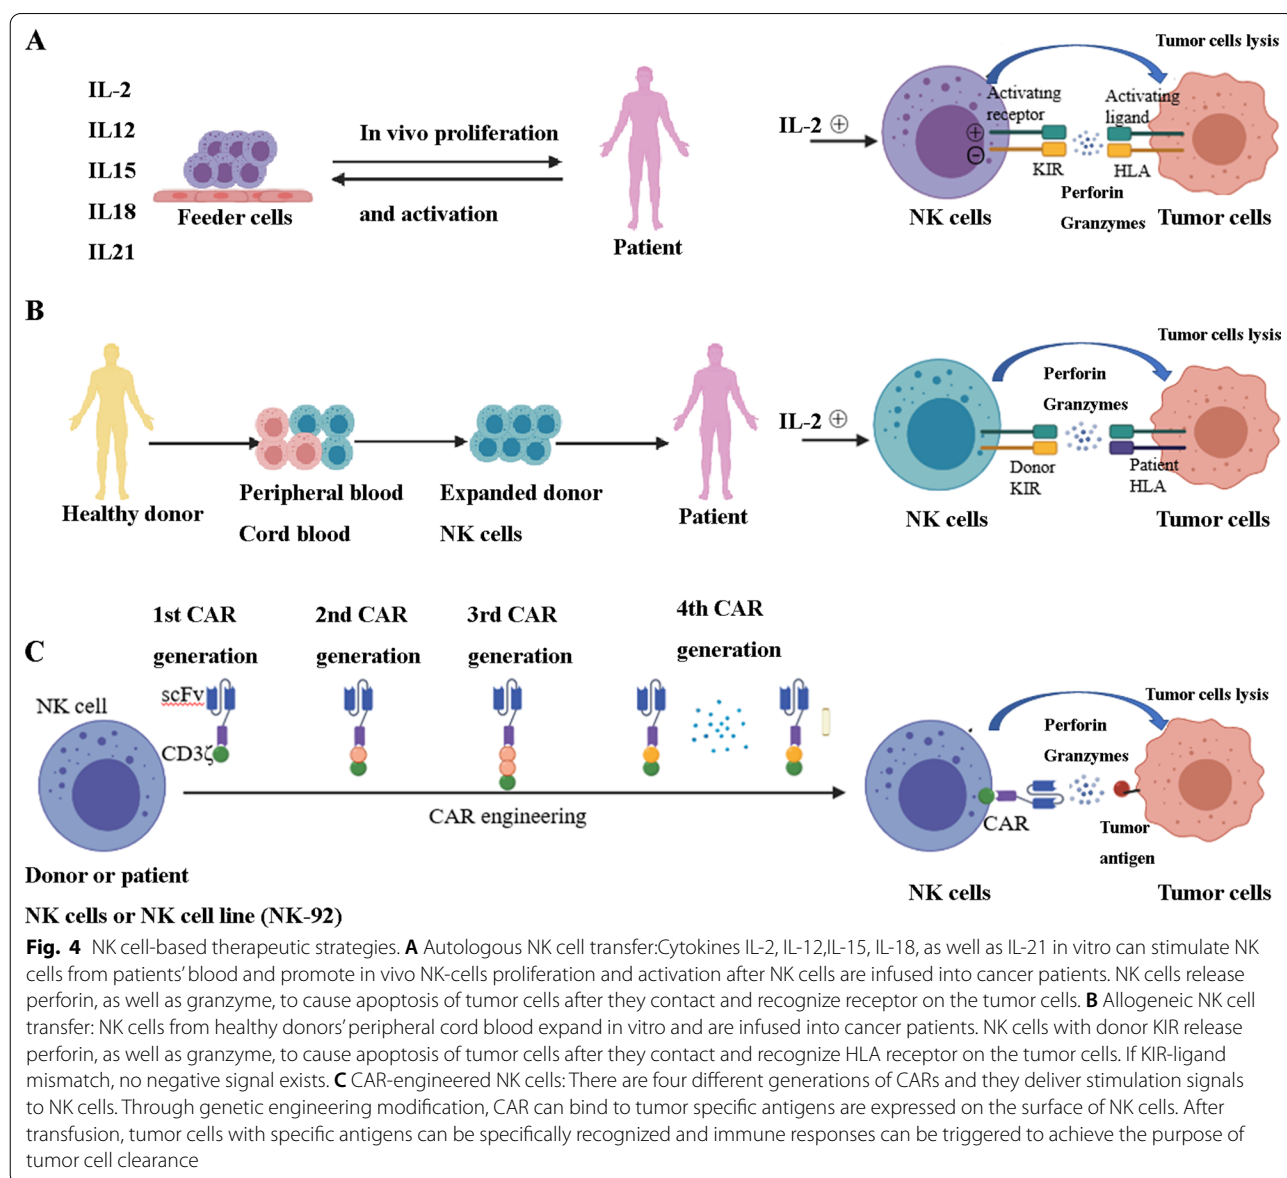 A
IL-2
IL12
IL15
IL18
IL21
Feeder cells
In vivo proliferation
and activation
Patient
IL-2 ⊕
Tumor cells lysis
Activating
receptor
Activating
ligand
+
−
KIR
HLA
Perforin
Granzymes
NK cells
Tumor cells
B
Healthy donor
Peripheral blood
Cord blood
Expanded donor
NK cells
Patient
IL-2 ⊕
Tumor cells lysis
Perforin
Granzymes
Donor
KIR
Patient
HLA
NK cells
Tumor cells
C
1st CAR
generation
2nd CAR
generation
3rd CAR
generation
4th CAR
generation
NK cell
scFv
CD3ζ
CAR engineering
Donor or patient
NK cells or NK cell line (NK-92)
Tumor cells lysis
Perforin
Granzymes
CAR
Tumor
antigen
NK cells
Tumor cells
Fig. 4 NK cell-based therapeutic strategies. A Autologous NK cell transfer:Cytokines IL-2, IL-12,IL-15, IL-18, as well as IL-21 in vitro can stimulate NK
cells from patients' blood and promote in vivo NK-cells proliferation and activation after NK cells are infused into cancer patients. NK cells release
perforin, as well as granzyme, to cause apoptosis of tumor cells after they contact and recognize receptor on the tumor cells. B Allogeneic NK cell
transfer: NK cells from healthy donors' peripheral cord blood expand in vitro and are infused into cancer patients. NK cells with donor KIR release
perforin, as well as granzyme, to cause apoptosis of tumor cells after they contact and recognize HLA receptor on the tumor cells. If KIR-ligand
mismatch, no negative signal exists. C CAR-engineered NK cells: There are four different generations of CARs and they deliver stimulation signals
to NK cells. Through genetic engineering modification, CAR can bind to tumor specific antigens are expressed on the surface of NK cells. After
transfusion, tumor cells with specific antigens can be specifically recognized and immune responses can be triggered to achieve the purpose of
tumor cell clearance